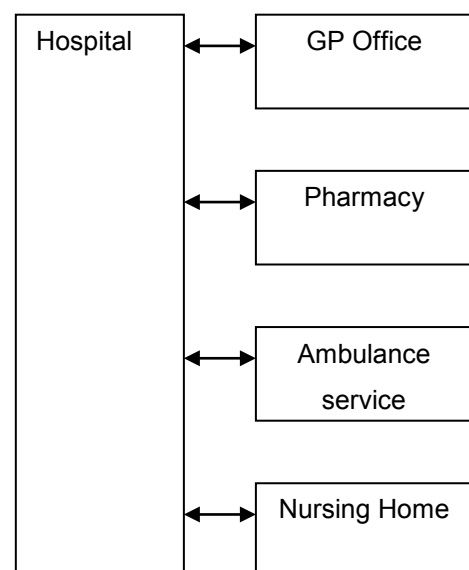 Hospital
GP Office
Pharmacy
Ambulance
service
Nursing Home